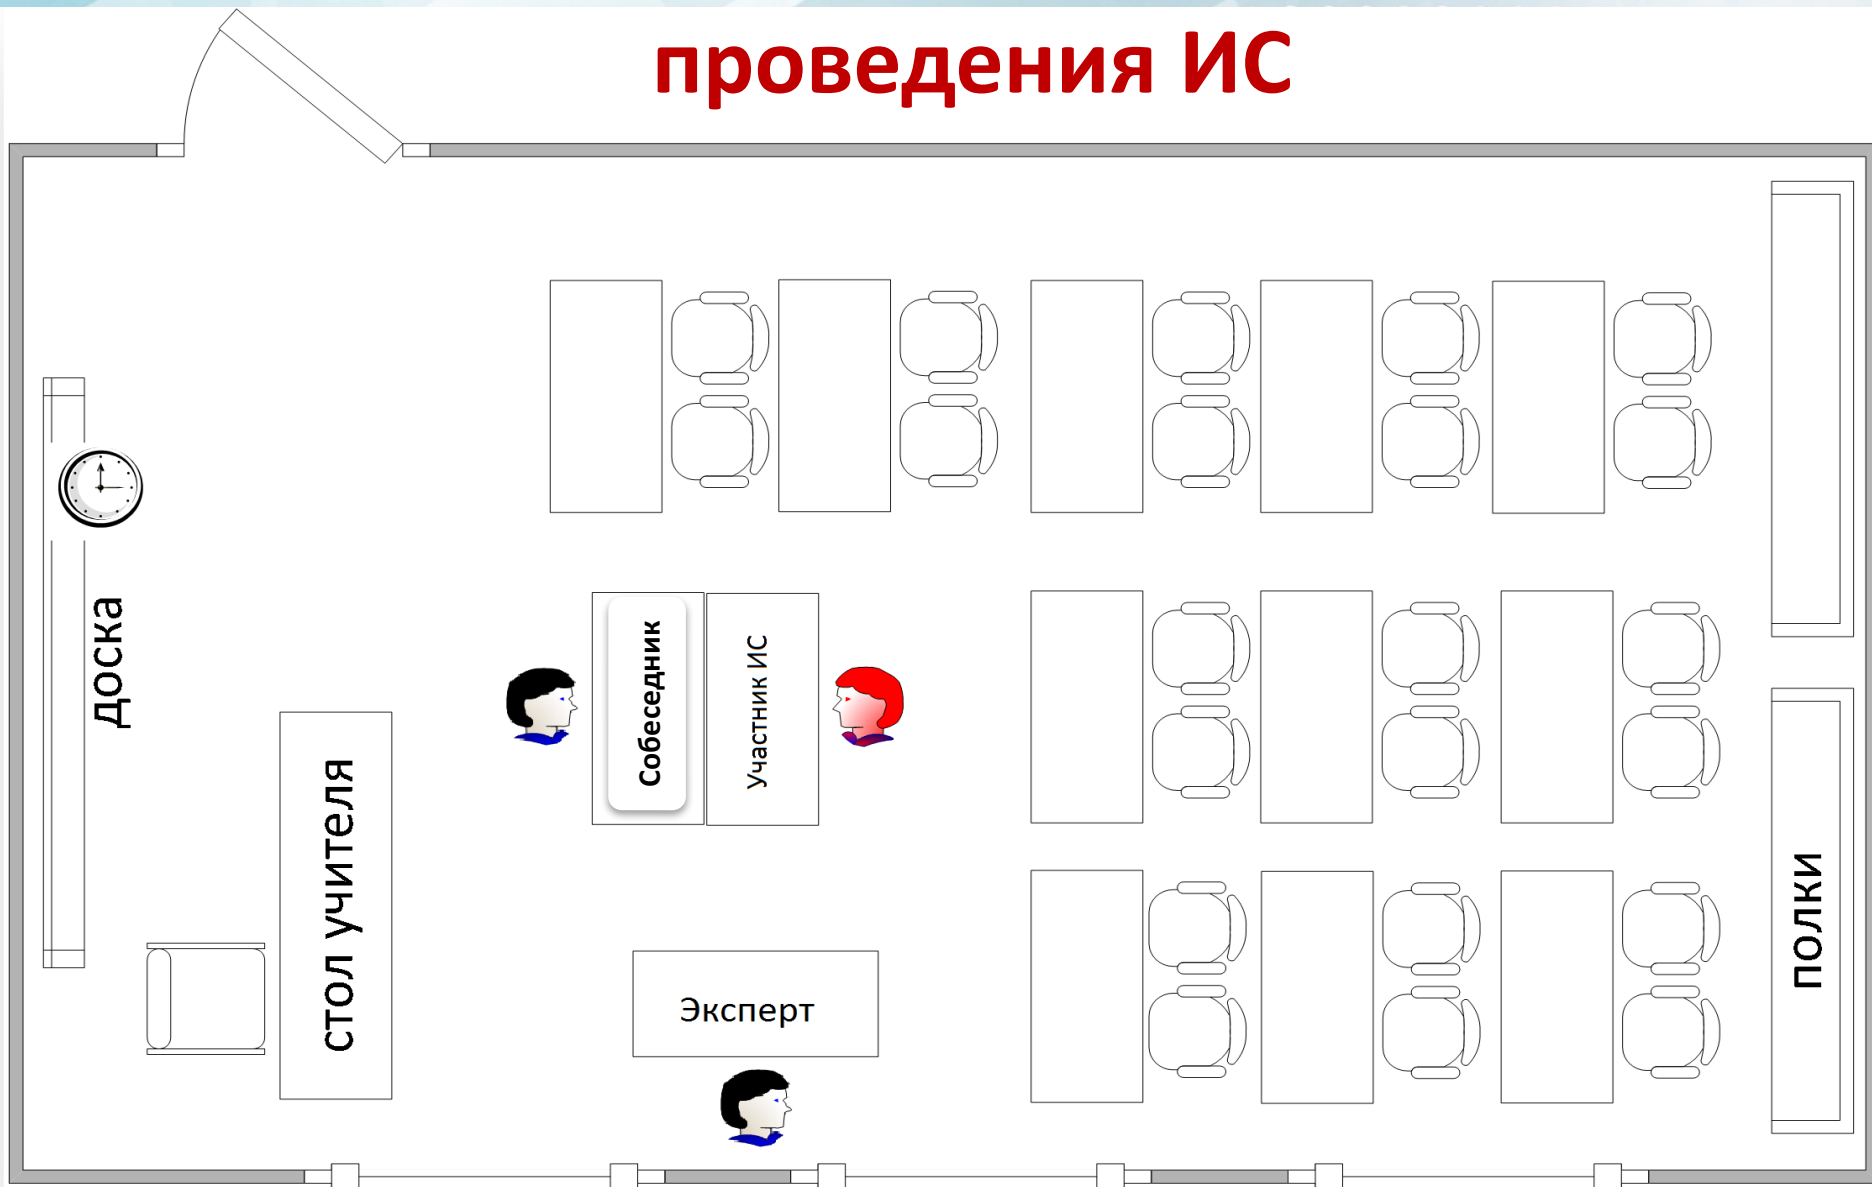 проведения ИС
доска
стол учителя
Собеседник
Участник ИС
Эксперт
полки